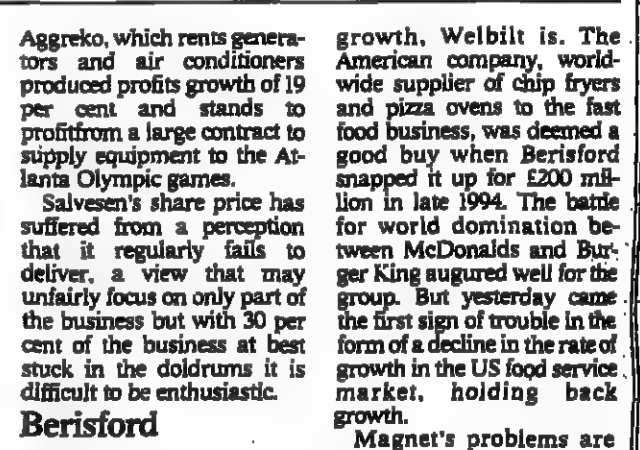 Aggreko, which rents genera-
tors and air conditioners
produced profits growth of 19
per cent and stands to
profitfrom a large contract to
supply equipment to the At-
lanta Olympic games.
Salvesen's share price has
suffered from a perception
that it regularly fails to
deliver, a view that may
unfairly focus on only part of
the business but with 30 per
cent of the business at best
stuck in the doldrums it is
difficult to be enthusiastic.
Berisford
growth, Welbilt is. The
American company, world-
wide supplier of chip fryers
and pizza ovens to the fast
food business, was deemed a
good buy when Berisford
snapped it up for £200 mil-
lion in late 1994. The battle
for world domination be-
tween McDonalds and Bur-
ger King augured well for the
group. But yesterday came
the first sign of trouble in the
form of a decline in the rate of
growth in the US food service
market, holding back
growth.
Magnet's problems are